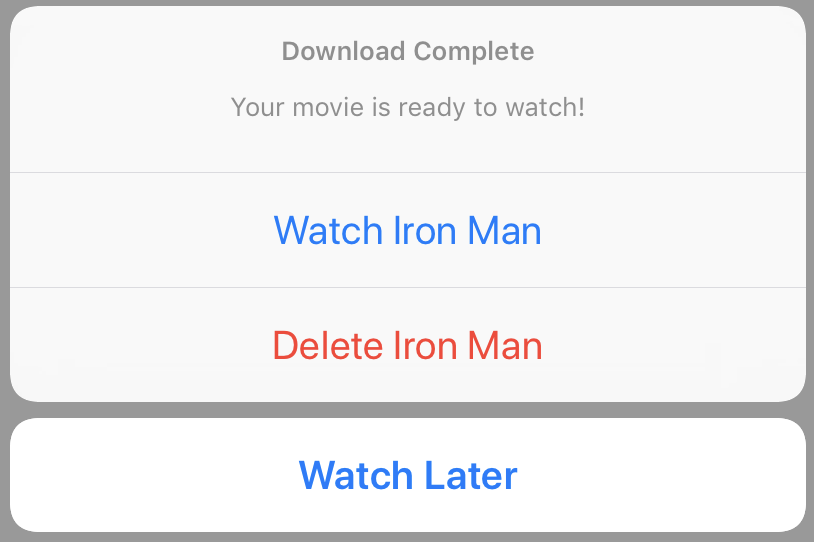 Download Complete
Your movie is ready to watch!
Watch Iron Man
Delete Iron Man
Watch Later